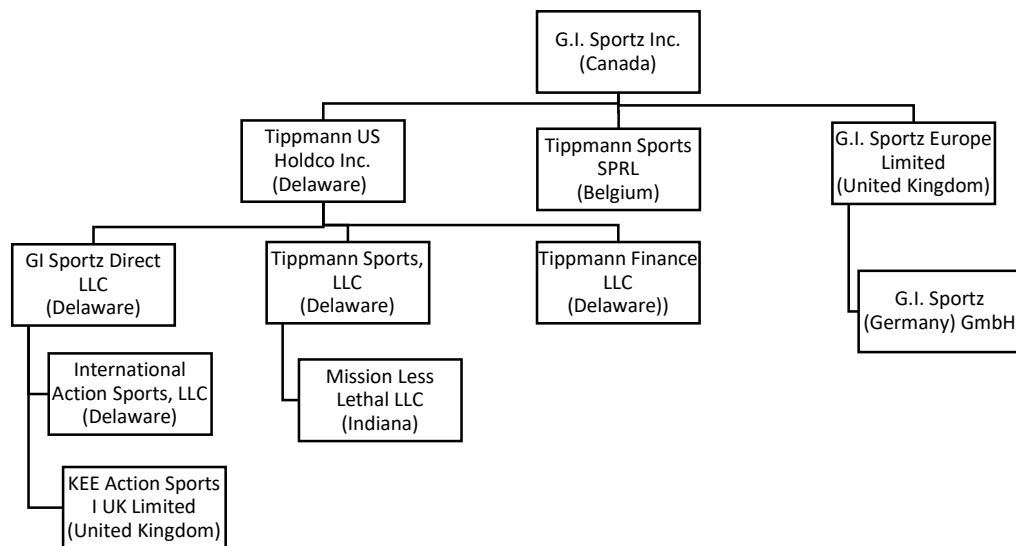 G.I. Sportz Inc.
(Canada)
Tippmann US
Holdco Inc.
(Delaware)
Tippmann Sports
SPRL
(Belgium)
G.I. Sportz Europe
Limited
(United Kingdom)
GI Sportz Direct
LLC
(Delaware)
Tippmann Sports,
LLC
(Delaware)
Tippmann Finance
LLC
(Delaware))
G.I. Sportz
(Germany) GmbH
International
Action Sports, LLC
(Delaware)
Mission Less
Lethal LLC
(Indiana)
KEE Action Sports
I UK Limited
(United Kingdom)